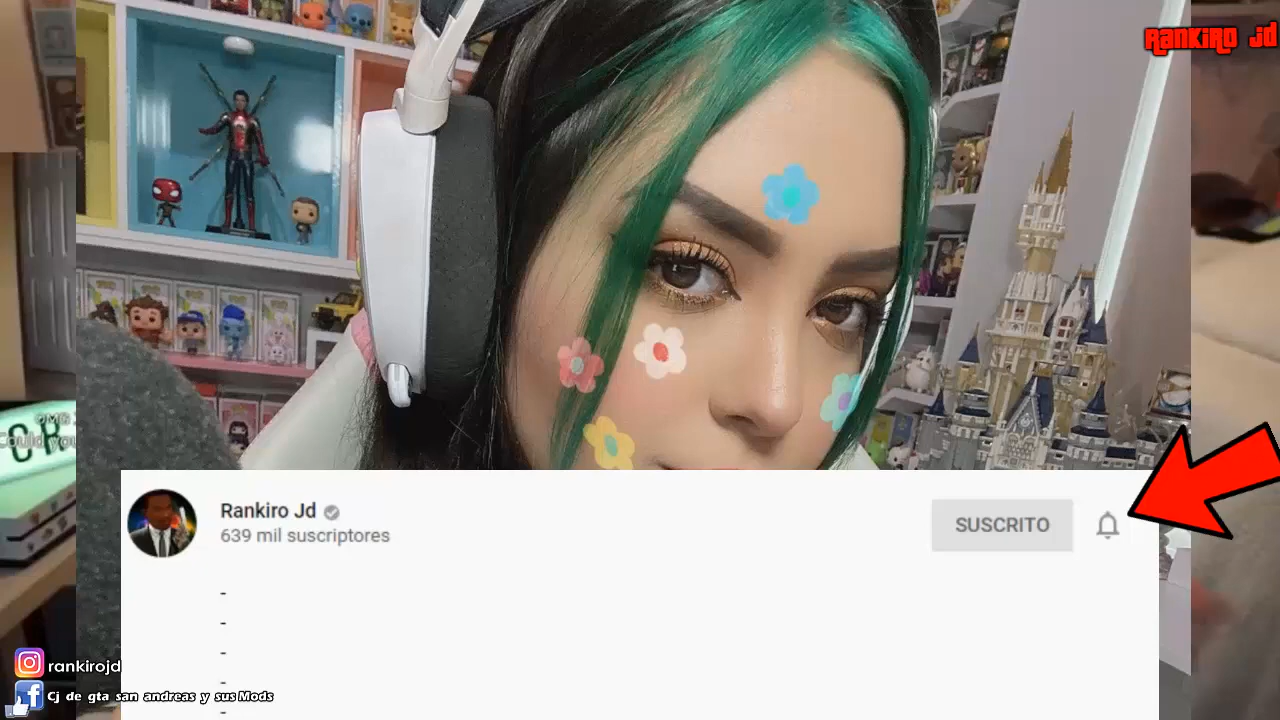 Rankiro Jd
Rankiro Jd
639 mil suscriptores
SUSCRITO
-
-
-
-
-
rankirojd
Cj de gta san andreas y sus Mods